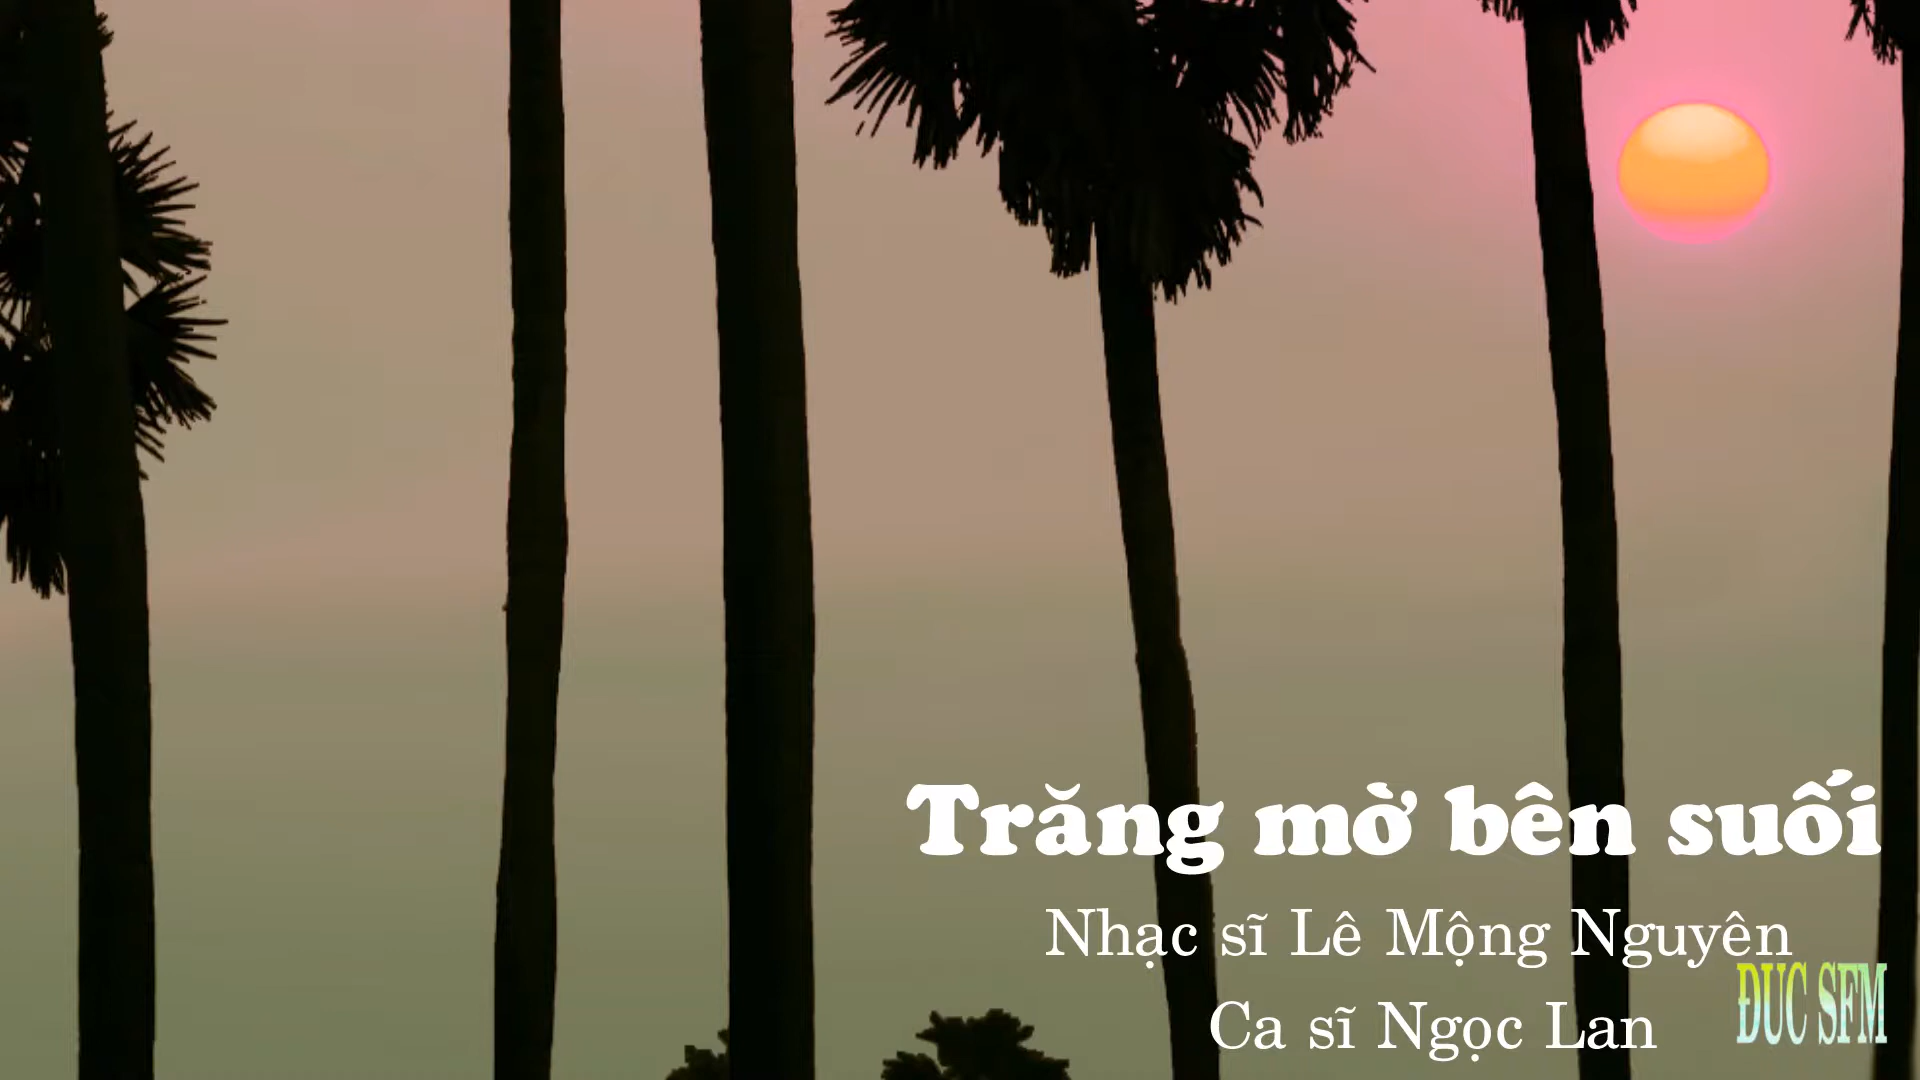 Trăng mờ bên suối
Nhạc sĩ Lê Mộng Nguyên
Ca sĩ Ngọc Lan
ĐUC SFM